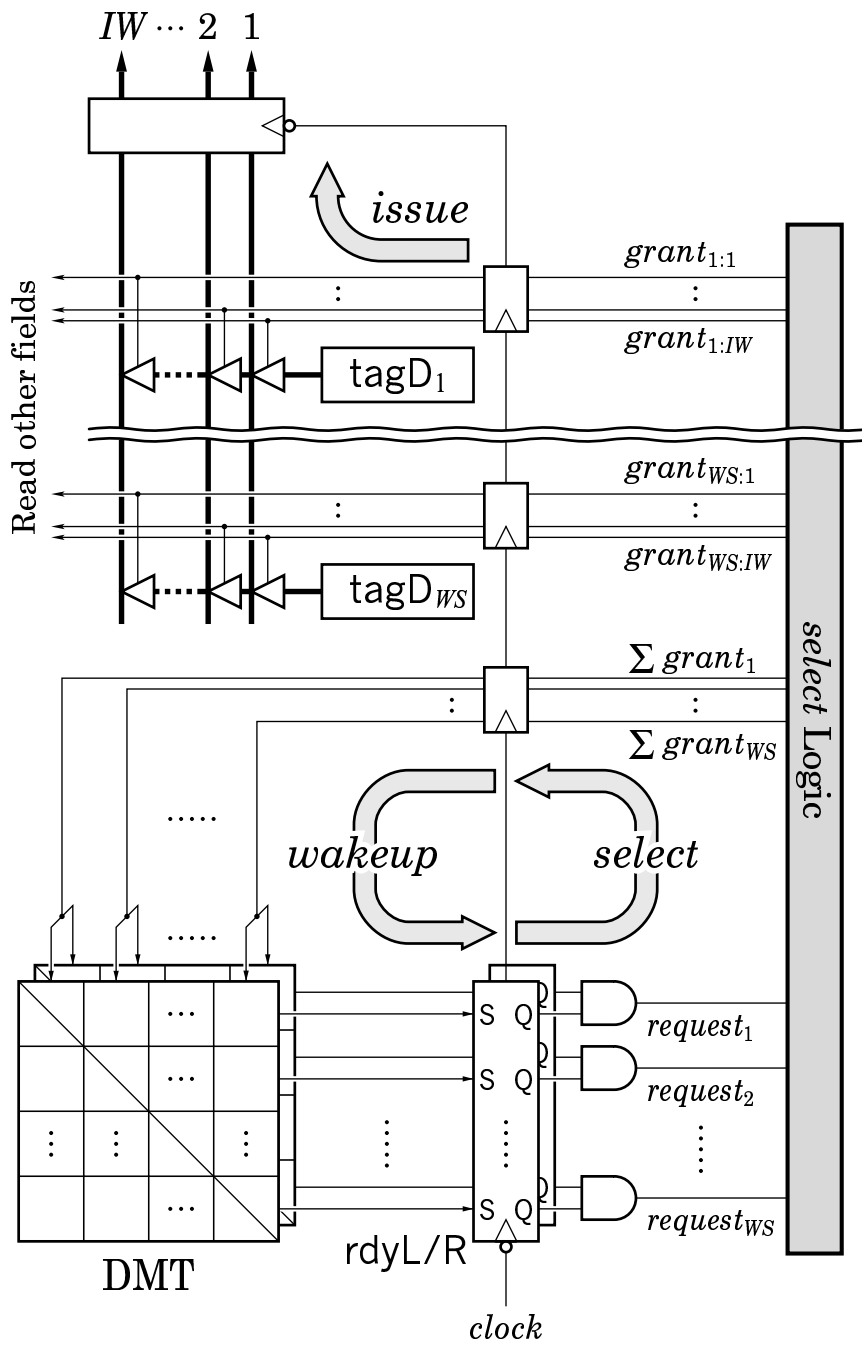 IW ... 2 1
issue
grant1:1
:
:
grant1:IW
tagD1
Read other fields
grantWS:1
:
:
grantWS:IW
tagDWS
Σ grant1
:
:
Σ grantWS
select Logic
.....
wakeup
select
.....
...
S Q Q
request1
...
S Q Q
request2
...
S Q Q
requestWS
rdyL/R
DMT
clock